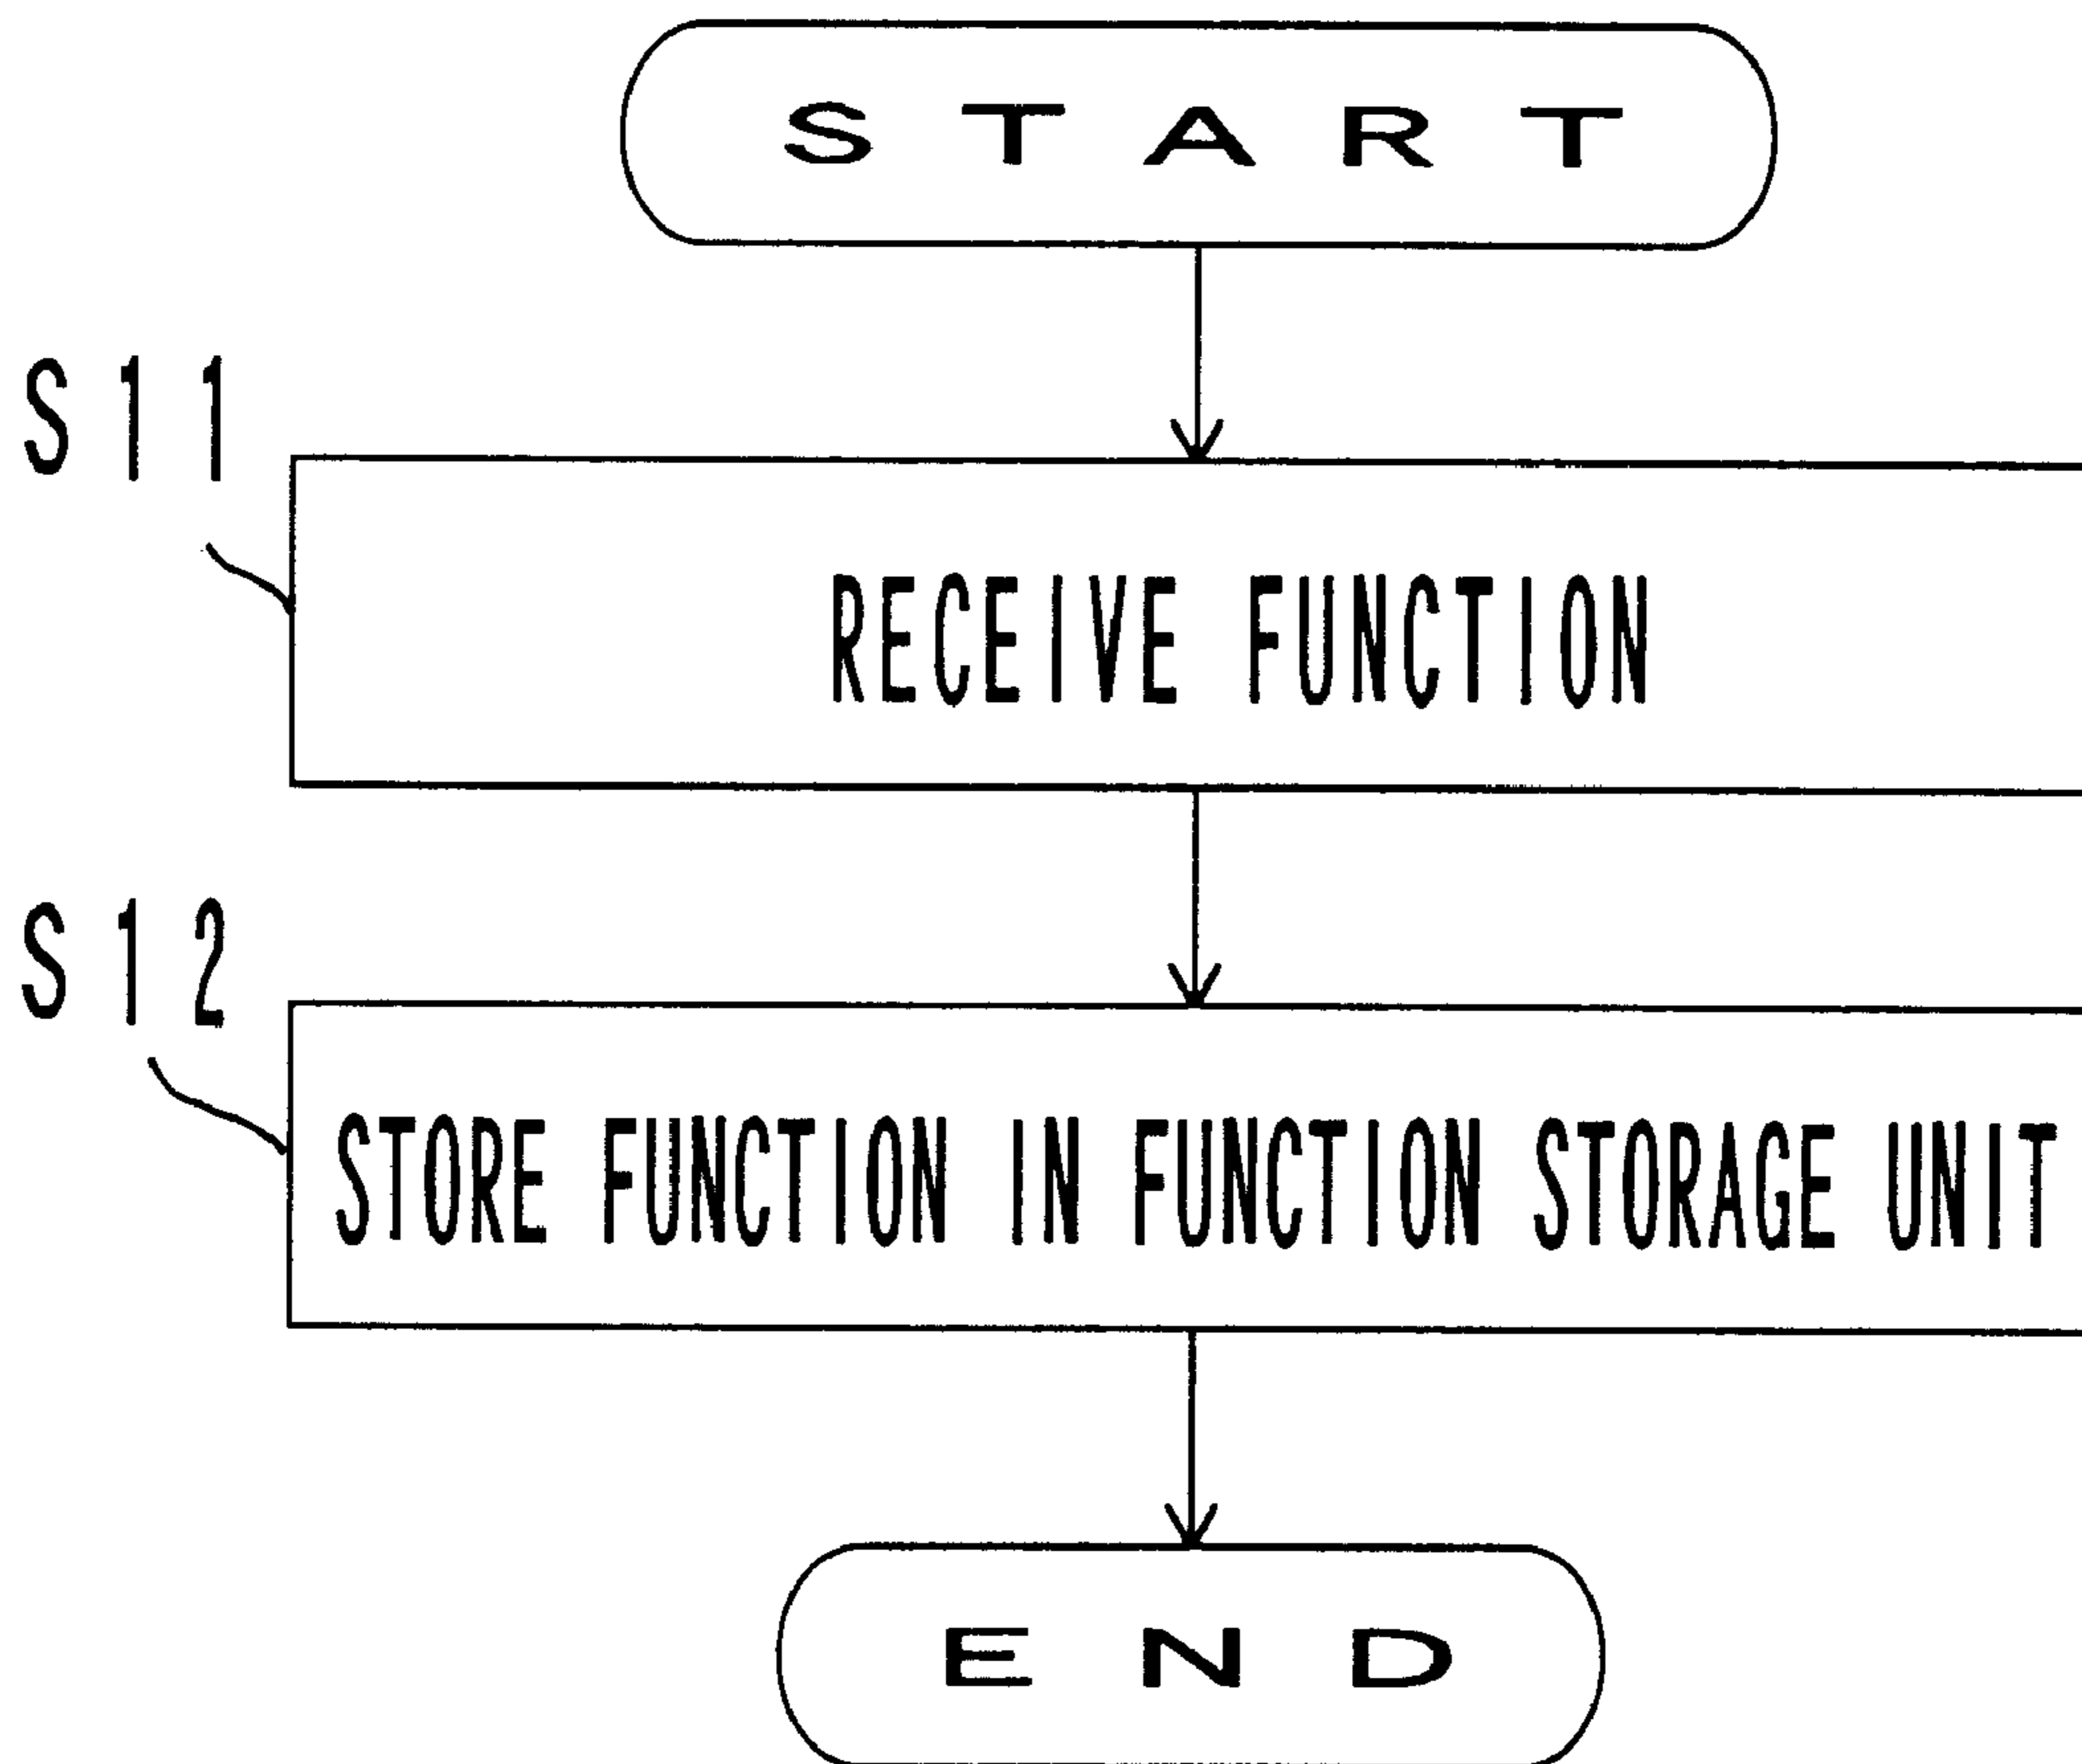 START
S11
RECEIVE FUNCTION
S12
STORE FUNCTION IN FUNCTION STORAGE UNIT
END